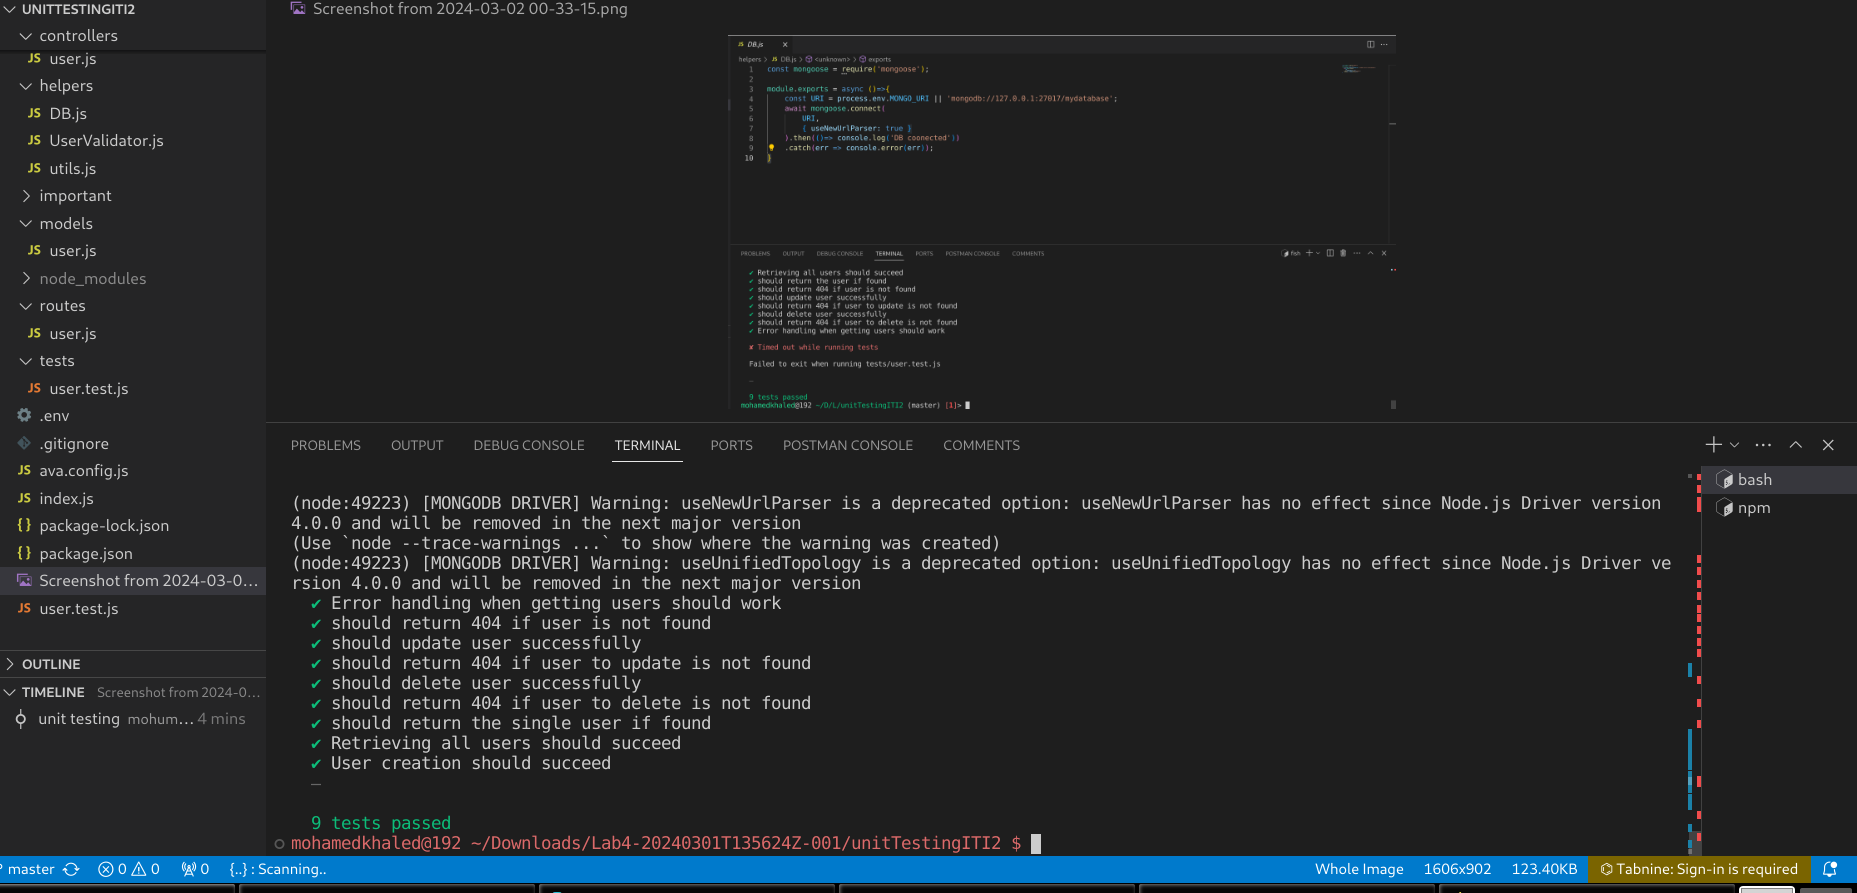 UNITTESTINGITI2
controllers
JS user.js
helpers
JS DB.js
JS UserValidator.js
JS utils.js
important
models
JS user.js
node_modules
routes
JS user.js
tests
JS user.test.js
.env
.gitignore
JS ava.config.js
JS index.js
{} package-lock.json
{} package.json
Screenshot from 2024-03-0...
JS user.test.js
OUTLINE
TIMELINE Screenshot from 2024-0...
unit testing mohum... 4 mins
Screenshot from 2024-03-02 00-33-15.png
JS DB.js ×
helpers > JS DB.js > <unknown> > exports
1 const mongoose = require('mongoose');
2
3 module.exports = async ()=>{
4 const URI = process.env.MONGO_URI || 'mongodb://127.0.0.1:27017/mydatabase';
5 await mongoose.connect(
6 URI,
7 { useNewUrlParser: true }
8 ).then(()=> console.log('DB connected'))
9 .catch(err => console.error(err));
10 }
PROBLEMS OUTPUT DEBUG CONSOLE TERMINAL PORTS POSTMAN CONSOLE COMMENTS fish
✔ Retrieving all users should succeed
✔ should return the user if found
✔ should return 404 if user is not found
✔ should update user successfully
✔ should return 404 if user to update is not found
✔ should delete user successfully
✔ should return 404 if user to delete is not found
✔ Error handling when getting users should work
✘ Timed out while running tests
Failed to exit when running tests/user.test.js
─
9 tests passed
mohamedkhaled@192 ~/D/L/unitTestingITI2 (master) [1]>
PROBLEMS OUTPUT DEBUG CONSOLE TERMINAL PORTS POSTMAN CONSOLE COMMENTS
(node:49223) [MONGODB DRIVER] Warning: useNewUrlParser is a deprecated option: useNewUrlParser has no effect since Node.js Driver version
4.0.0 and will be removed in the next major version
(Use `node --trace-warnings ...` to show where the warning was created)
(node:49223) [MONGODB DRIVER] Warning: useUnifiedTopology is a deprecated option: useUnifiedTopology has no effect since Node.js Driver ve
rsion 4.0.0 and will be removed in the next major version
✔ Error handling when getting users should work
✔ should return 404 if user is not found
✔ should update user successfully
✔ should return 404 if user to update is not found
✔ should delete user successfully
✔ should return 404 if user to delete is not found
✔ should return the single user if found
✔ Retrieving all users should succeed
✔ User creation should succeed
─
9 tests passed
mohamedkhaled@192 ~/Downloads/Lab4-20240301T135624Z-001/unitTestingITI2 $
bash
npm
master 0 0 0 {..} : Scanning.. Whole Image 1606x902 123.40KB Tabnine: Sign-in is required